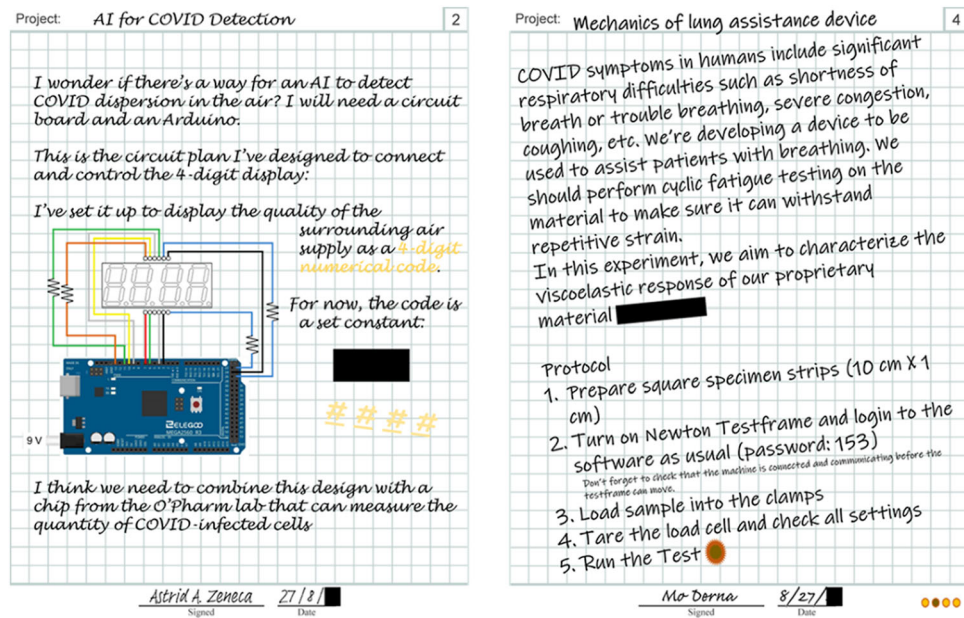 Project: AI for COVID Detection 2
I wonder if there's a way for an AI to detect
COVID dispersion in the air? I will need a circuit
board and an Arduino.
This is the circuit plan I've designed to connect
and control the 4-digit display:
I've set it up to display the quality of the
surrounding air
supply as a 4-digit
numerical code.
For now, the code is
a set constant:
# # # #
ELEGOO
MEGA2560 R3
9V
I think we need to combine this design with a
chip from the O'Pharm lab that can measure the
quantity of COVID-infected cells
Astrid A. Zeneca 27/8/
Signed Date
Project: Mechanics of lung assistance device 4
COVID symptoms in humans include significant
respiratory difficulties such as shortness of
breath or trouble breathing, severe congestion,
coughing, etc. We're developing a device to be
used to assist patients with breathing. We
should perform cyclic fatigue testing on the
material to make sure it can withstand
repetitive strain.
In this experiment, we aim to characterize the
viscoelastic response of our proprietary
material
Protocol
1. Prepare square specimen strips (10 cm X 1
cm)
2. Turn on Newton Testframe and login to the
software as usual (password: 153)
Don't forget to check that the machine is connected and communicating before the
testframe can move.
3. Load sample into the clamps
4. Tare the load cell and check all settings
5. Run the Test
Mo Derna 8/27/
Signed Date